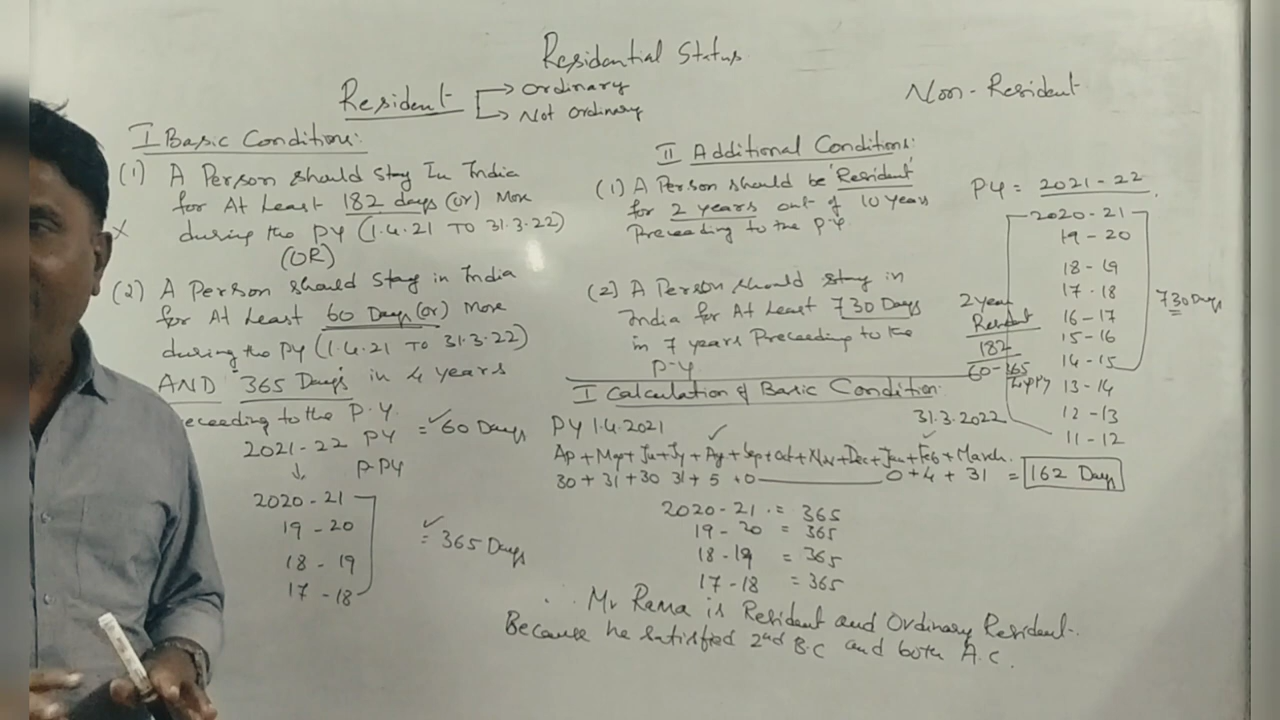 Residential Status
Resident → Ordinary
→ Not Ordinary
Non-Resident
I Basic Conditions:
(1) A Person should stay In India
for At Least 182 days (or) More
x during the PY (1.4.21 TO 31.3.22)
(OR)
(2) A Person should stay in India
for At Least 60 Days (or) More
during the PY (1.4.21 TO 31.3.22)
AND "365 Days" in 4 years
eceeding to the P.Y.
2021-22 PY = 60 Days
↓ P.PY
2020-21
19-20
18-19
17-18
= 365 Days
II Additional Conditions:
(1) A Person should be 'Resident'
for 2 years out of 10 years
Preceeding to the P.Y
(2) A Person should stay in
India for At Least 730 Days
in 7 years Preceeding to the
P.Y.
PY = 2021-22
2020-21
19-20
18-19
17-18
16-17
15-16
14-15
13-14
12-13
11-12
730 Days
2 year
Resident
182
60-365
I Calculation of Basic Condition:
PY 1.4.2021 31.3.2022
Ap + May + Ju + Jy + Ag + Sep + Oct + Nov + Dec + Jan + Feb + March.
30 + 31 + 30 31 + 5 + 0 0 + 4 + 31 = 162 Days
2020-21 = 365
19-20 = 365
18-19 = 365
17-18 = 365
∴ Mr Rama is Resident and Ordinary Resident.
Because he satisfied 2nd B.C and both A.C.